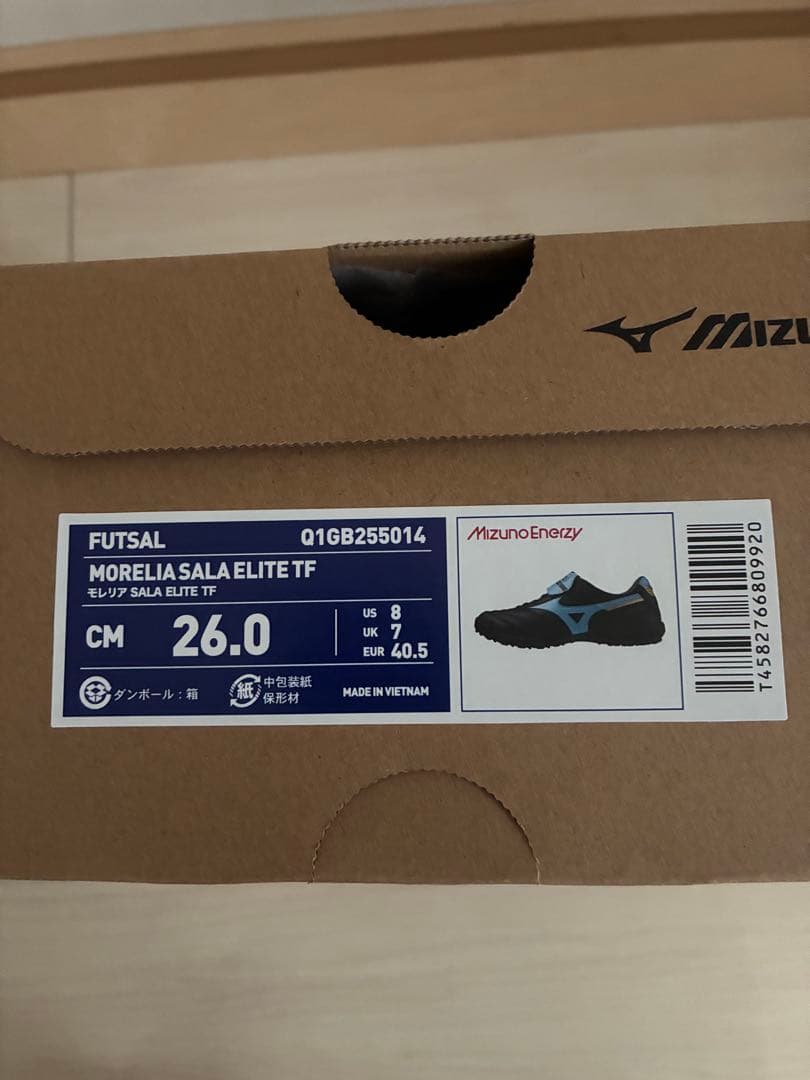 MIZU
FUTSAL Q1GB255014
MORELIA SALA ELITE TF
モレリア SALA ELITE TF
CM 26.0
US 8
UK 7
EUR 40.5
ダンボール：箱
紙
中包装紙
保形材
MADE IN VIETNAM
MizunoEnerzy
T4582766809920